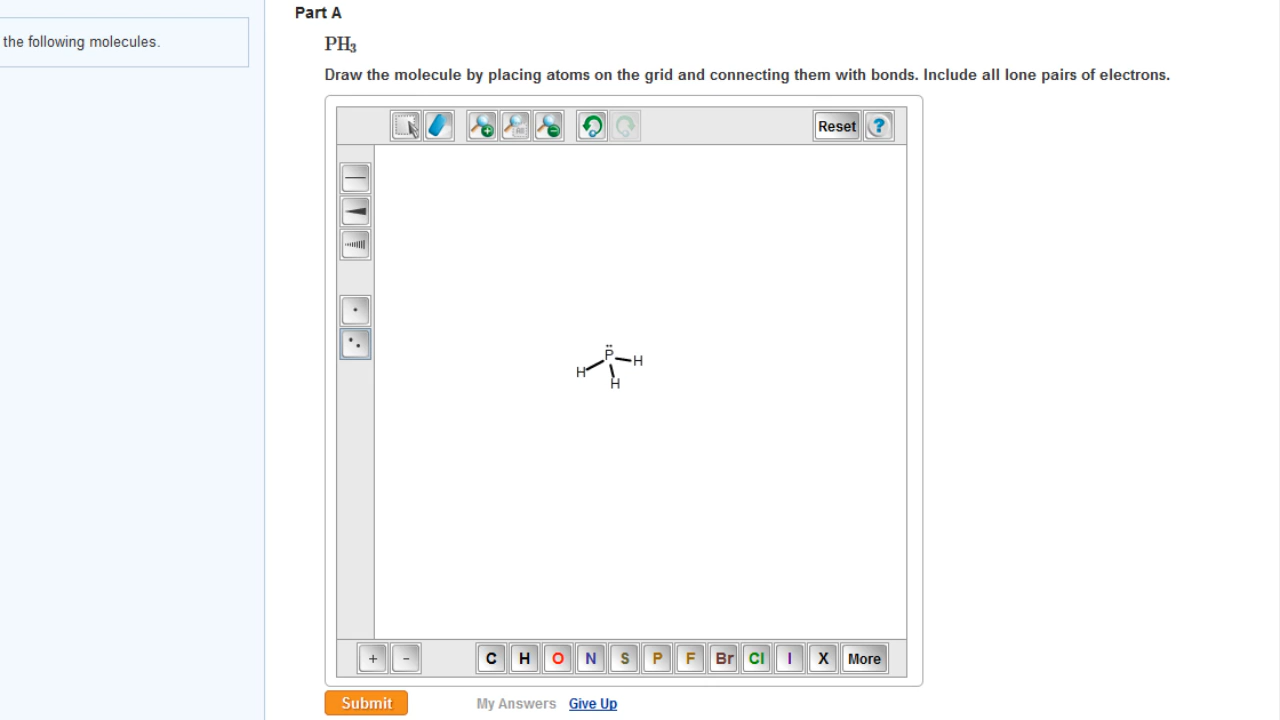 Part A
the following molecules.
PH3
Draw the molecule by placing atoms on the grid and connecting them with bonds. Include all lone pairs of electrons.
Reset ?
P
H H
H
+ - C H O N S P F Br Cl I X More
Submit My Answers Give Up